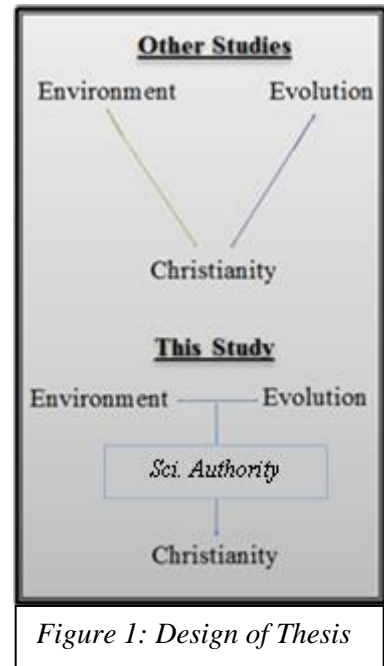 Other Studies
Environment Evolution
Christianity
This Study
Environment Evolution
Sci. Authority
Christianity
Figure 1: Design of Thesis